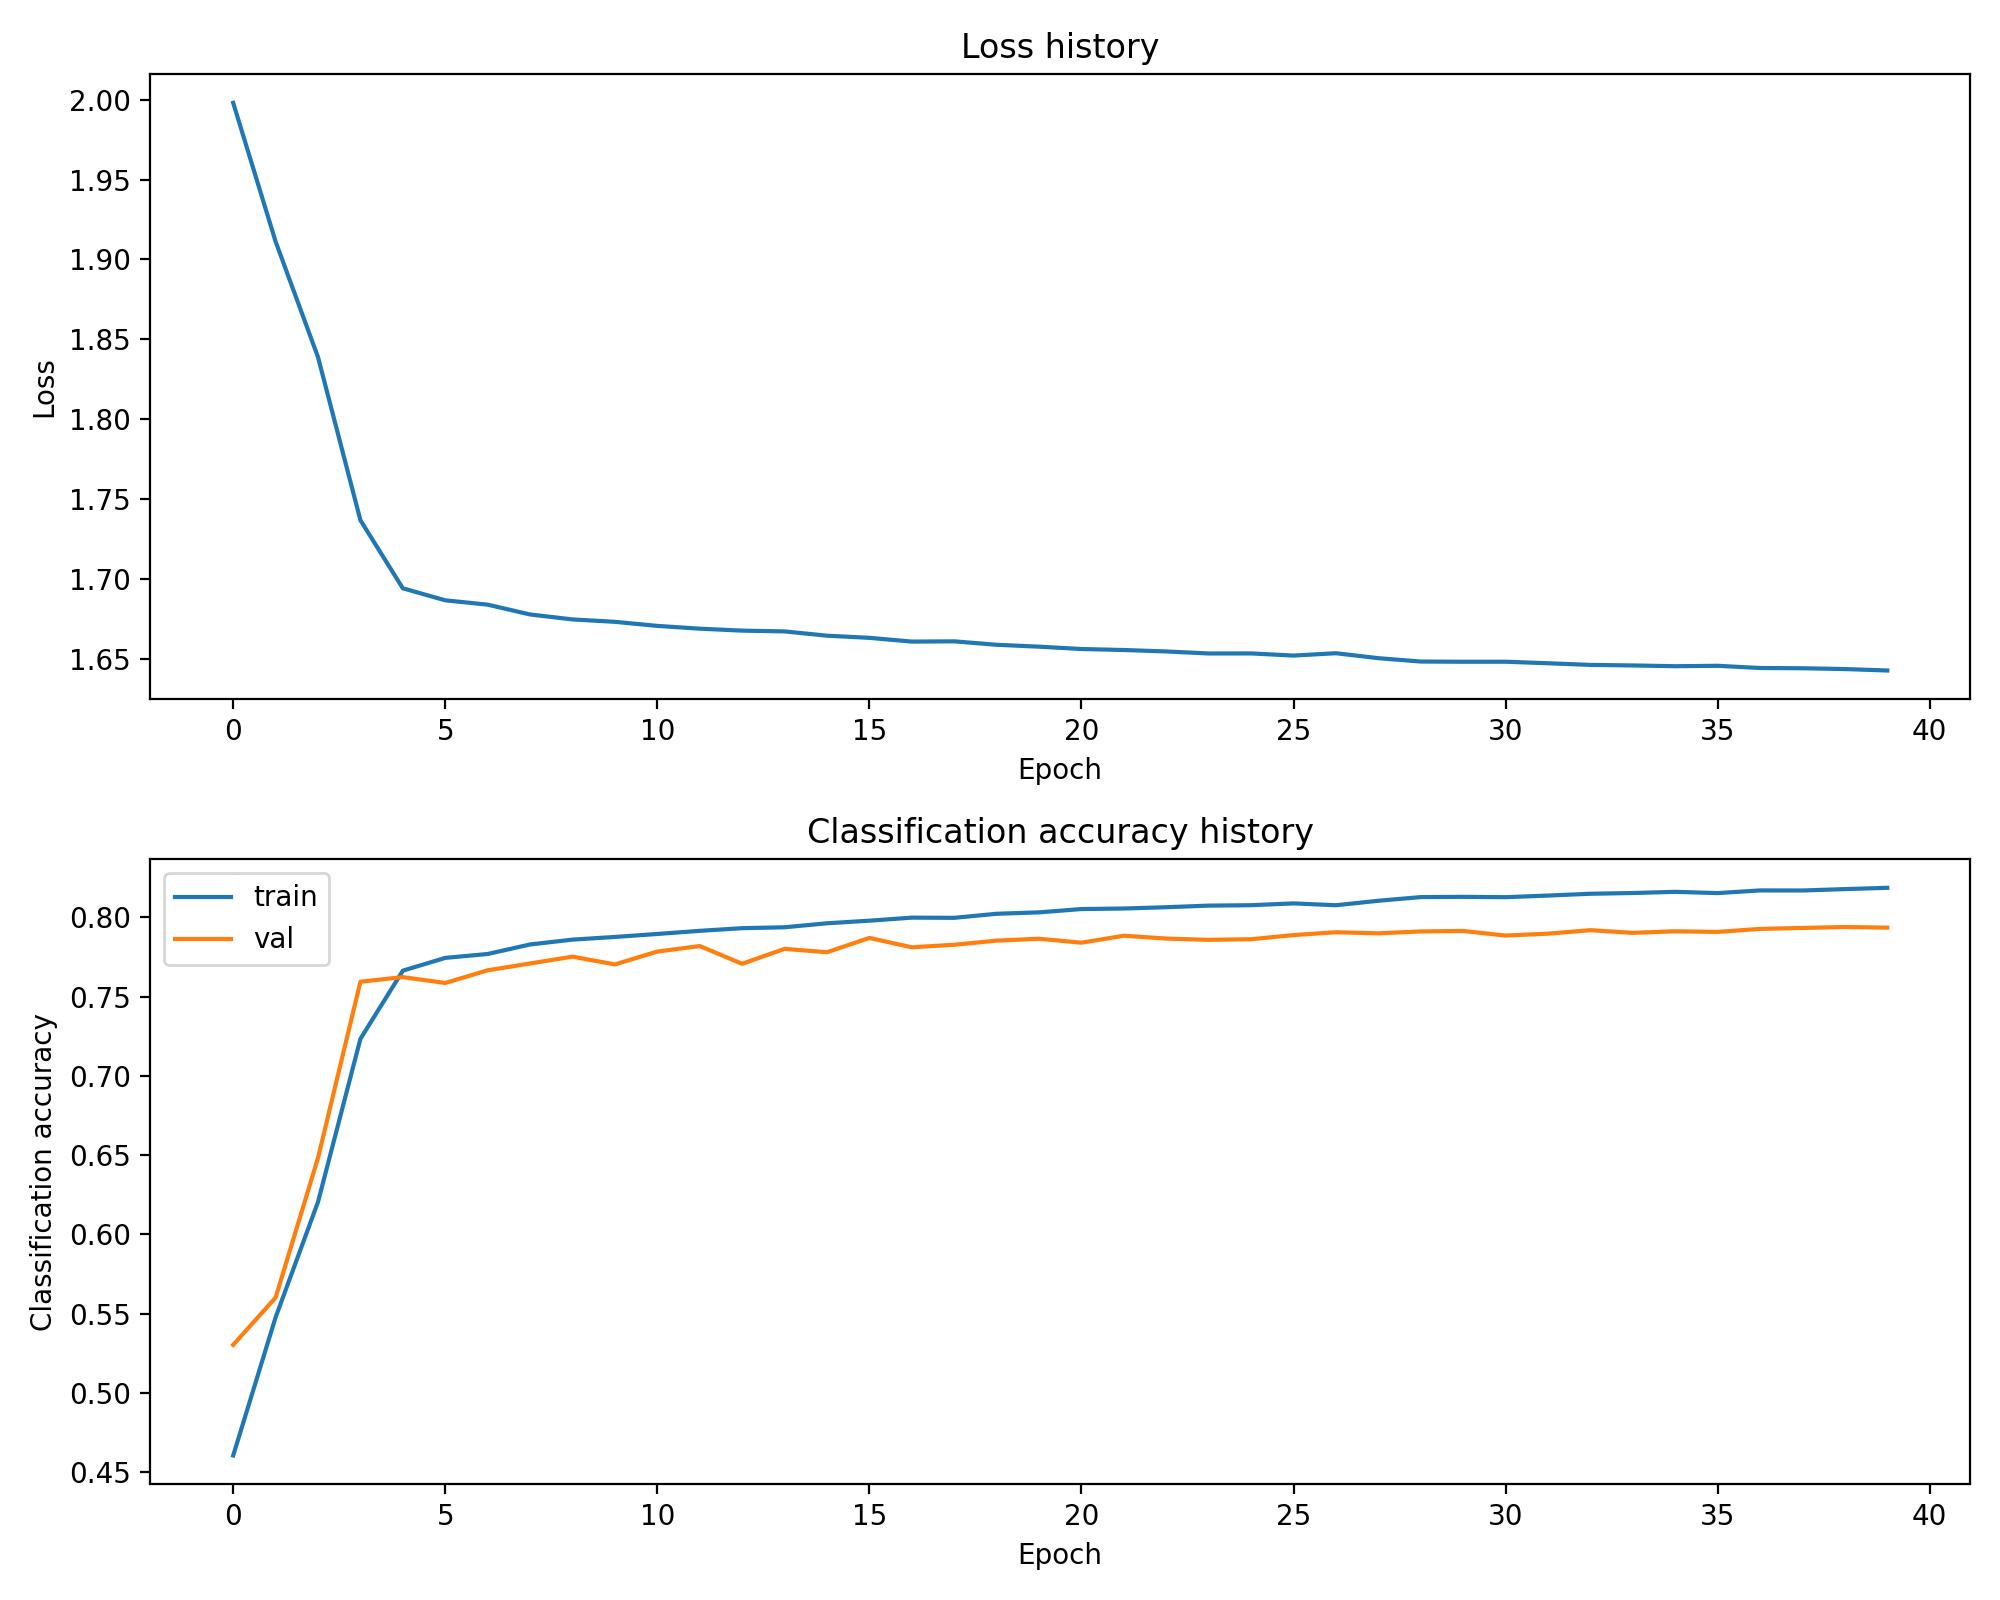 Loss history
2.00
1.95
1.90
1.85
1.80
1.75
1.70
1.65
Loss
0 5 10 15 20 25 30 35 40
Epoch
Classification accuracy history
train
val
0.80
0.75
0.70
0.65
0.60
0.55
0.50
0.45
Classification accuracy
0 5 10 15 20 25 30 35 40
Epoch